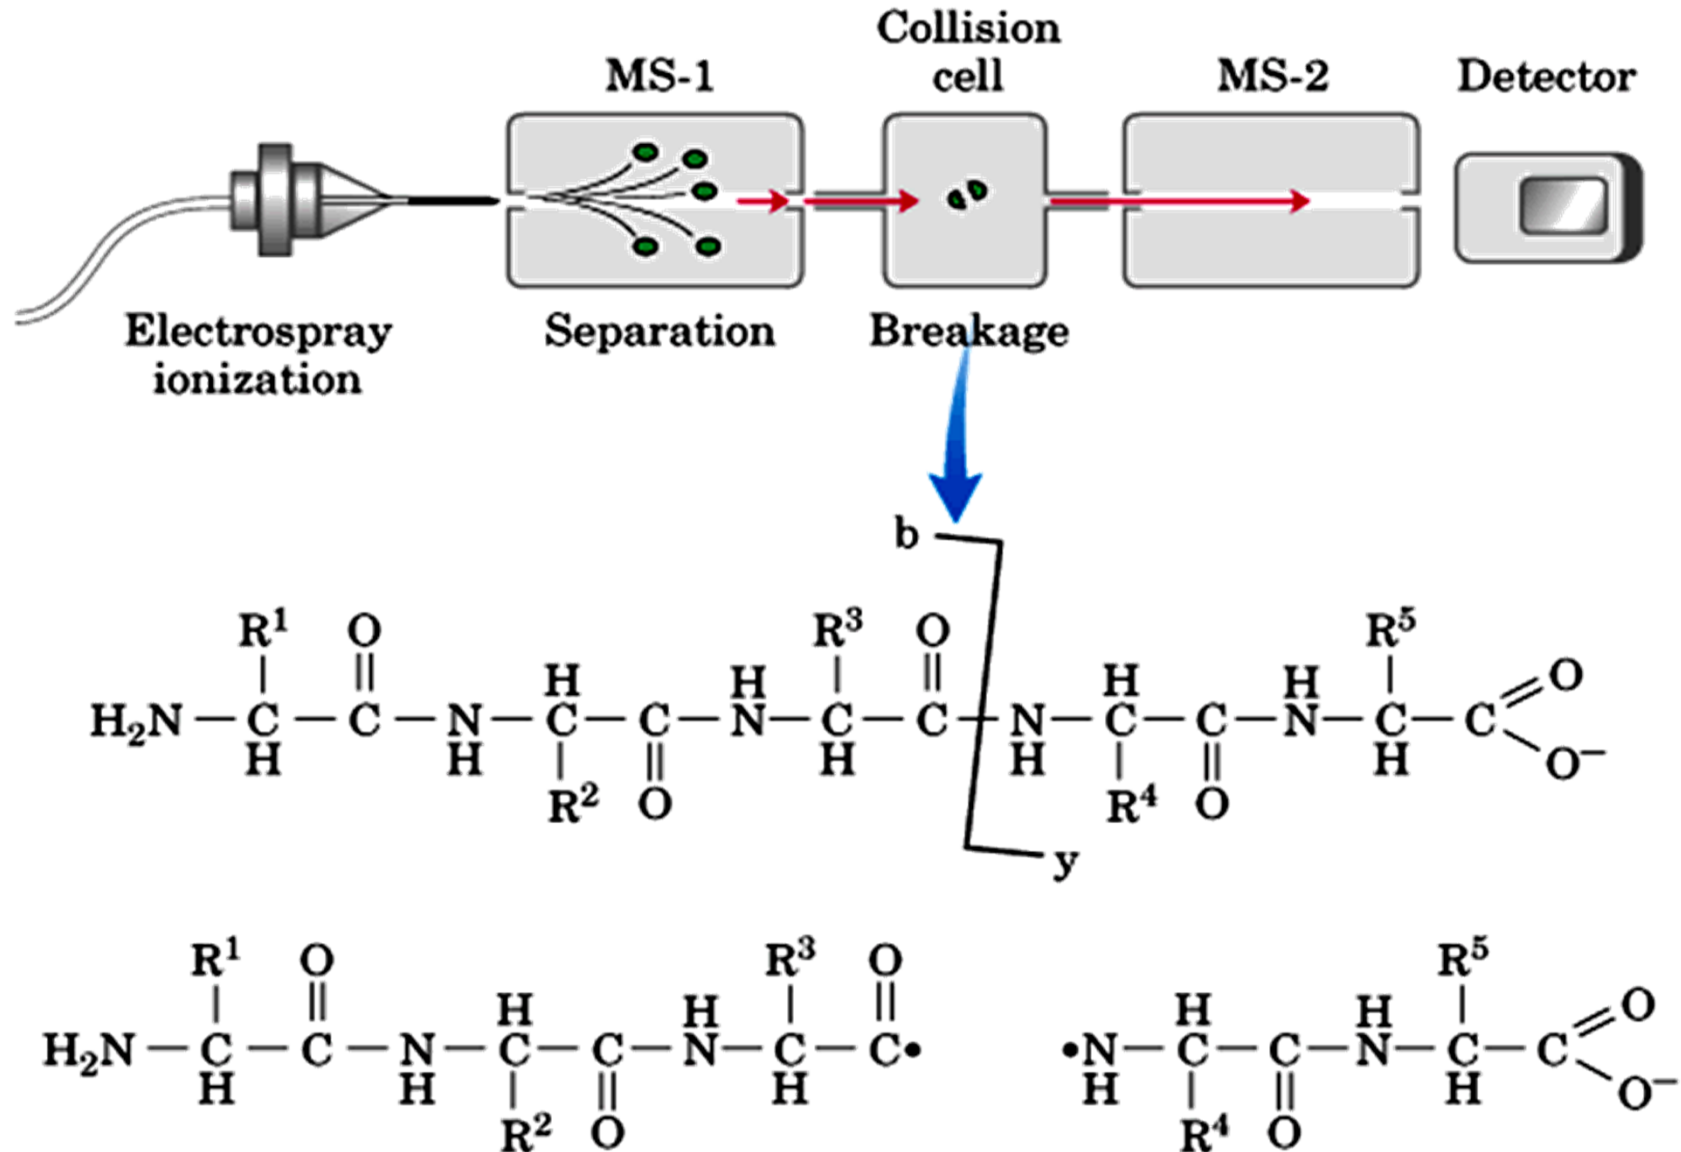 Collision
MS-1 cell MS-2 Detector
Electrospray Separation Breakage
ionization
b
R¹ O R³ O R⁵
H H H H O
H₂N—C—C—N—C—C—N—C—C—N—C—C—N—C—C
H H H H H O⁻
R² O R⁴ O
y
R¹ O R³ O R⁵
H H H H O
H₂N—C—C—N—C—C—N—C—C• •N—C—C—N—C—C
H H H H H O⁻
R² O R⁴ O